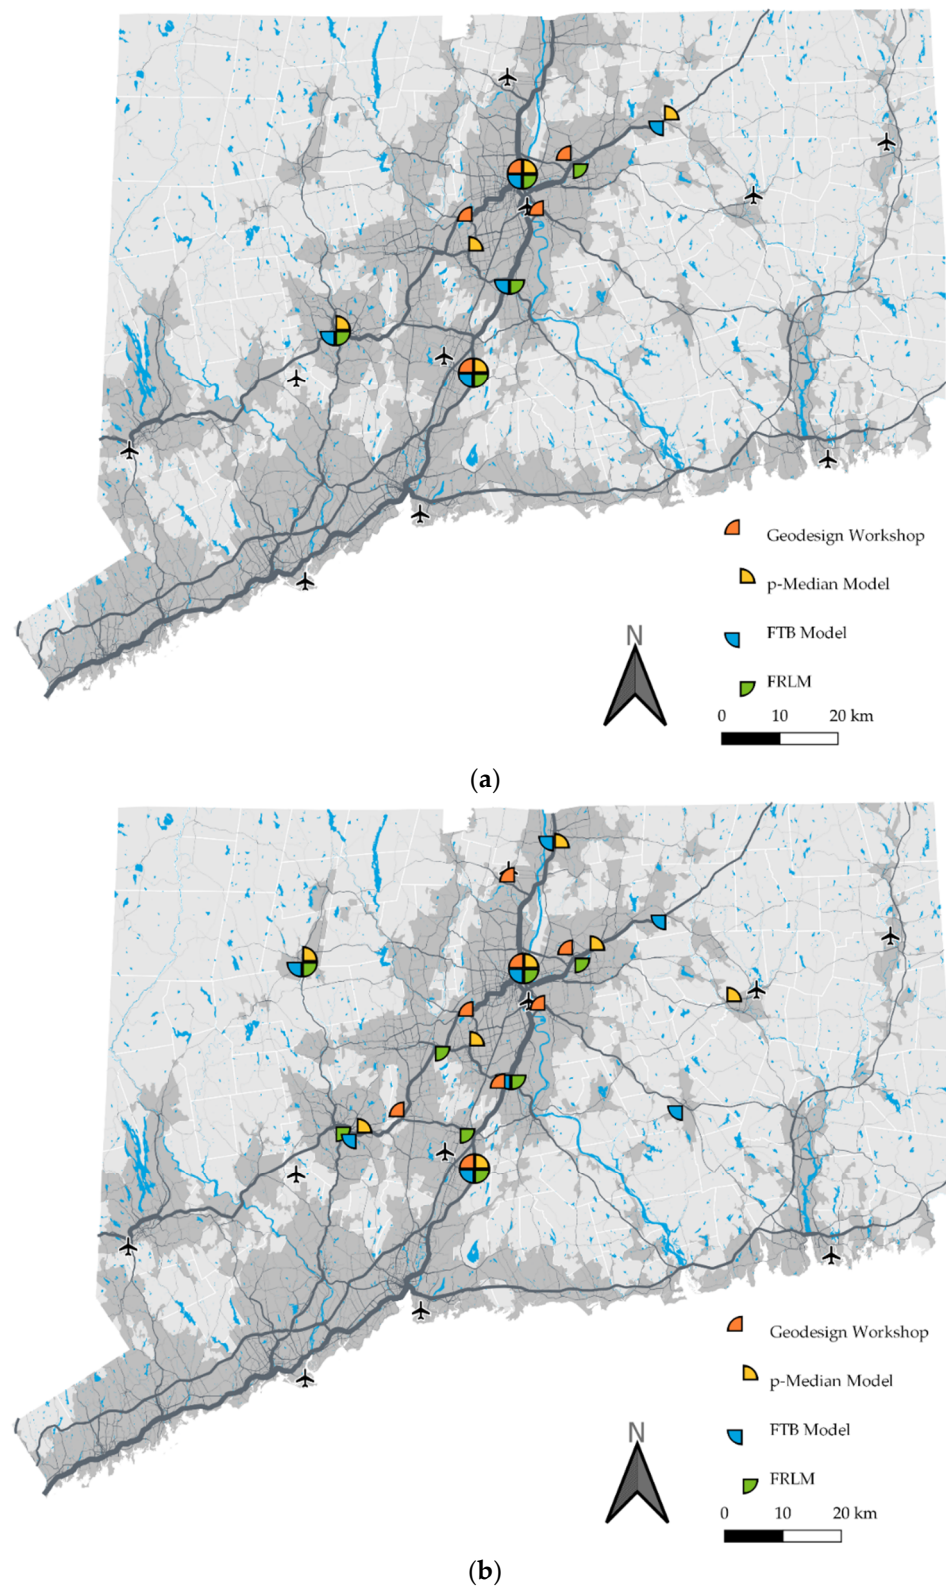 Geodesign Workshop
p-Median Model
FTB Model
N
FRLM
0 10 20 km
(a)
Geodesign Workshop
p-Median Model
FTB Model
N
FRLM
0 10 20 km
(b)